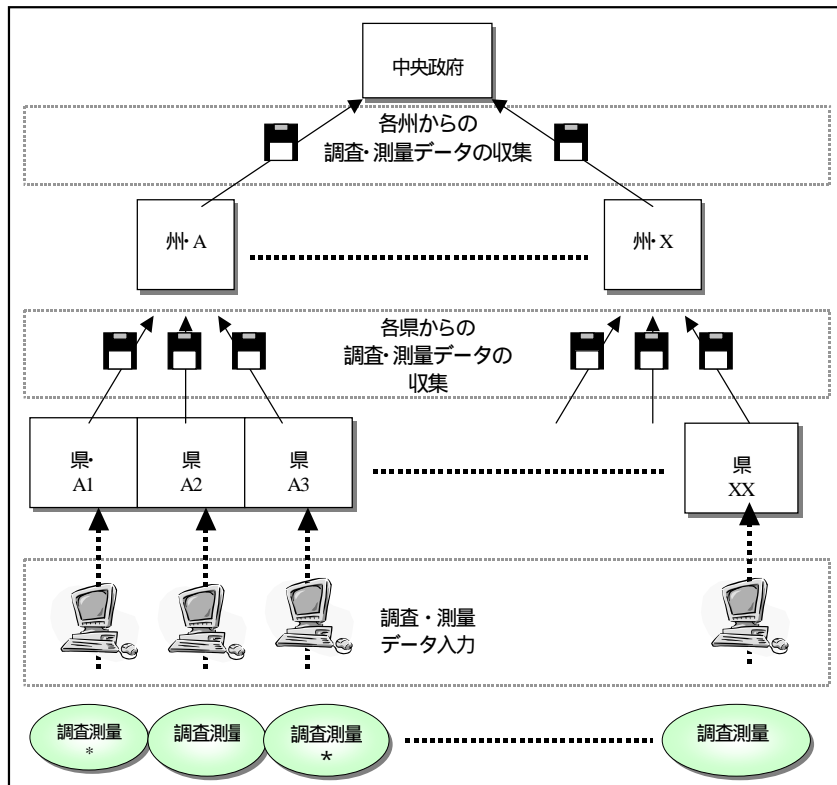 中央政府
各州からの
調査・測量データの収集
州・A
州・X
各県からの
調査・測量データの
収集
県・
A1
県
A2
県
A3
県
XX
調査・測量
データ入力
調査測量
*
調査測量
調査測量
*
調査測量